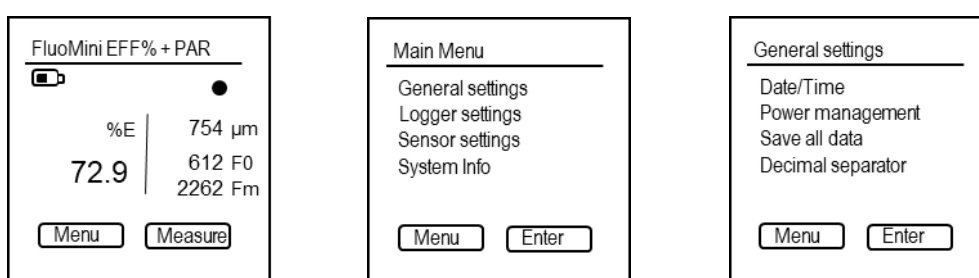 FluoMini EFF% + PAR
%E
72.9
754 µm
612 F0
2262 Fm
Menu
Measure
Main Menu
General settings
Logger settings
Sensor settings
System Info
Menu
Enter
General settings
Date/Time
Power management
Save all data
Decimal separator
Menu
Enter